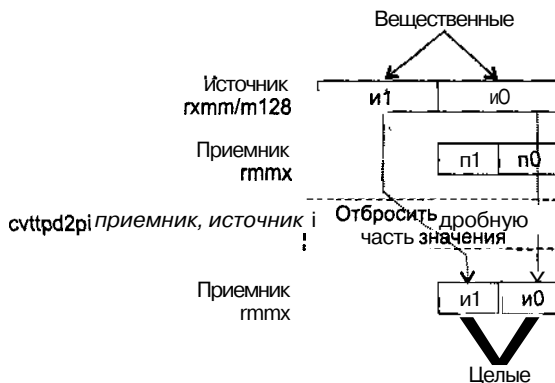 Вещественные
Источник
rxmm/m128
и1 и0
Приемник
rmmx
п1 п0
cvttpd2pi приемник, источник
Отбросить дробную
часть значения
Приемник
rmmx
и1 и0
Целые